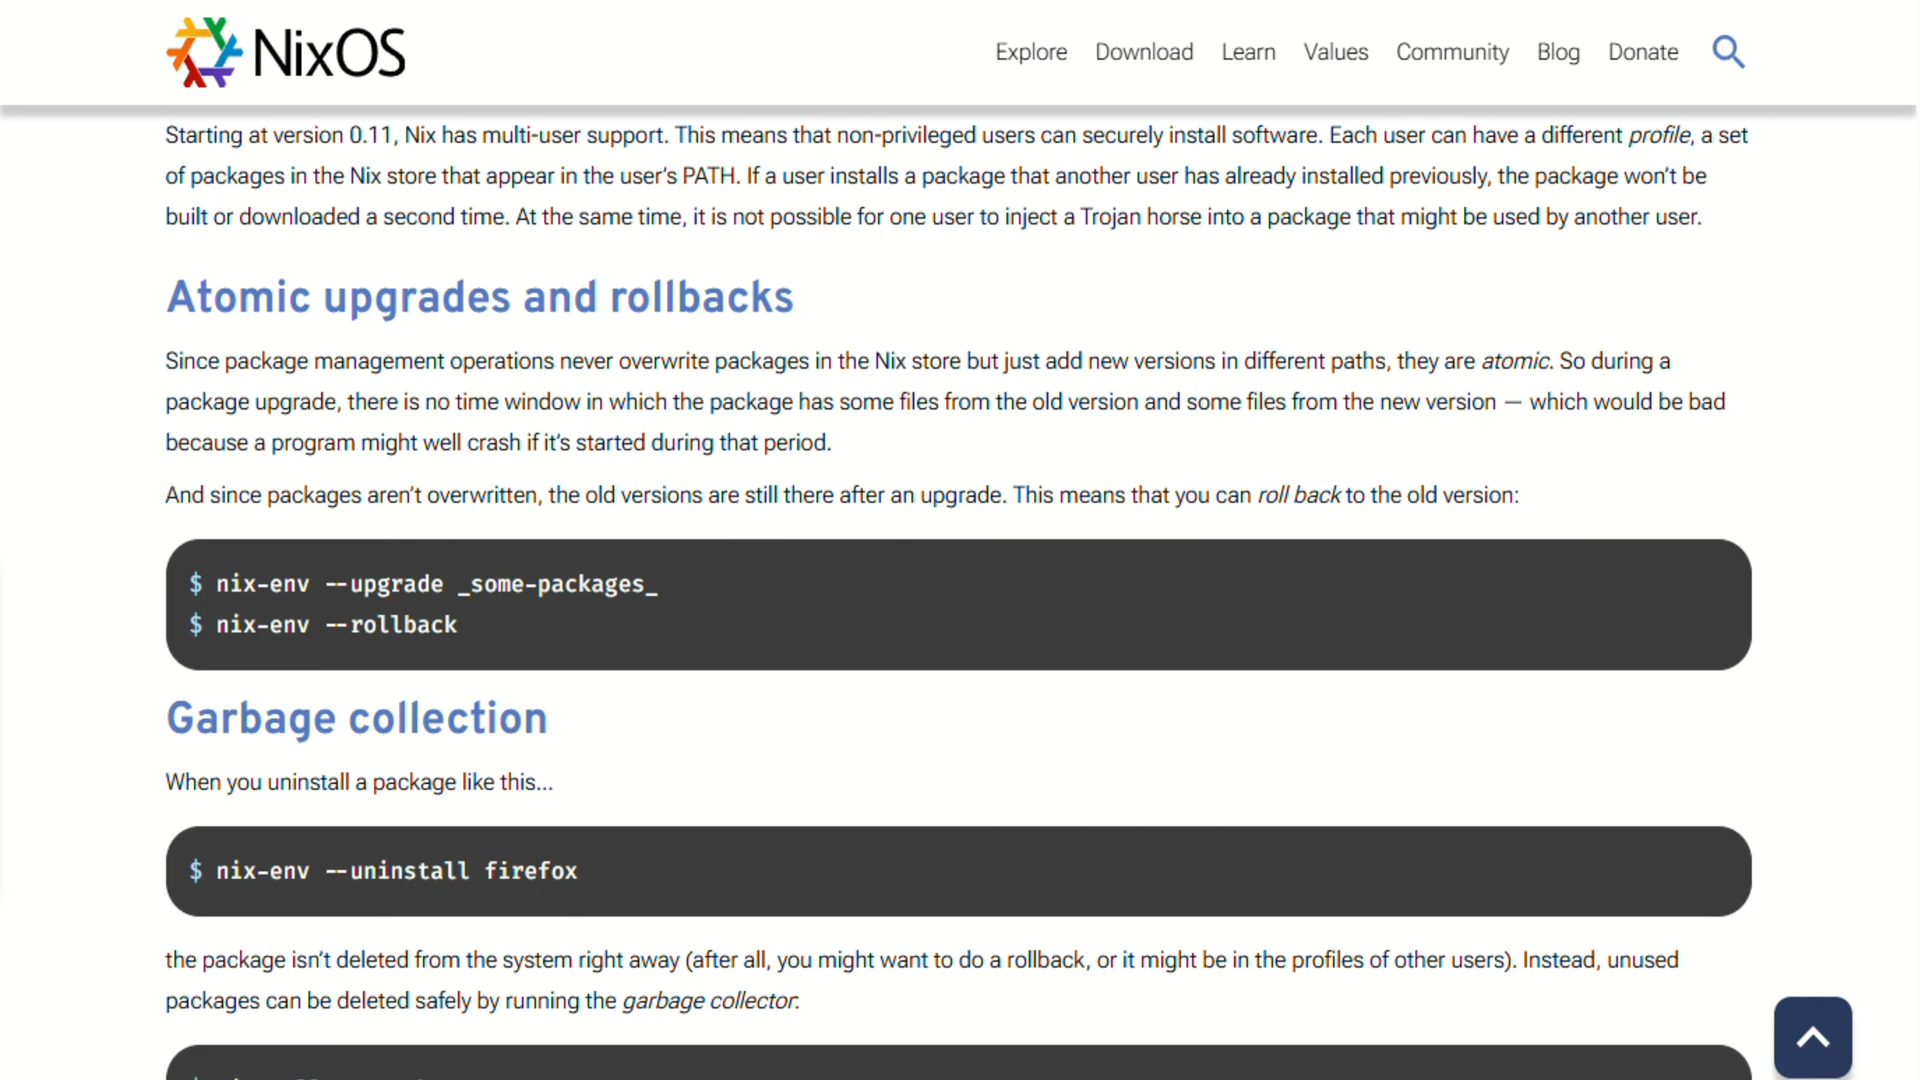 NixOS
Explore Download Learn Values Community Blog Donate
Starting at version 0.11, Nix has multi-user support. This means that non-privileged users can securely install software. Each user can have a different profile, a set
of packages in the Nix store that appear in the user’s PATH. If a user installs a package that another user has already installed previously, the package won’t be
built or downloaded a second time. At the same time, it is not possible for one user to inject a Trojan horse into a package that might be used by another user.
Atomic upgrades and rollbacks
Since package management operations never overwrite packages in the Nix store but just add new versions in different paths, they are atomic. So during a
package upgrade, there is no time window in which the package has some files from the old version and some files from the new version — which would be bad
because a program might well crash if it’s started during that period.
And since packages aren’t overwritten, the old versions are still there after an upgrade. This means that you can roll back to the old version:
$ nix-env --upgrade _some-packages_
$ nix-env --rollback
Garbage collection
When you uninstall a package like this…
$ nix-env --uninstall firefox
the package isn’t deleted from the system right away (after all, you might want to do a rollback, or it might be in the profiles of other users). Instead, unused
packages can be deleted safely by running the garbage collector: